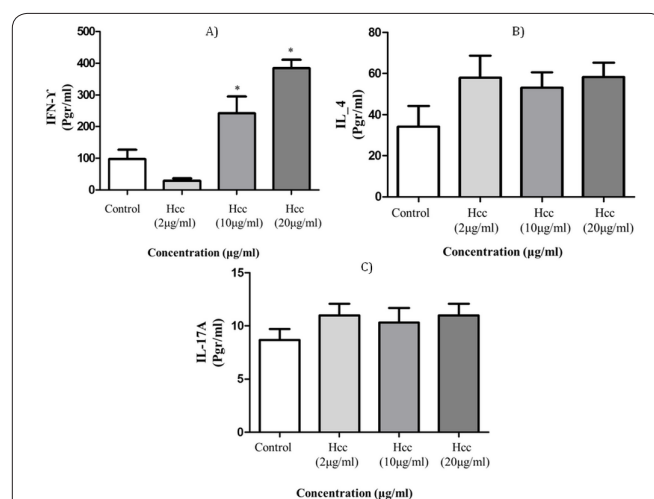 A)
IFN-ϒ
(Pgr/ml)
500
400
300
200
100
0
*
*
Control
Hcc
(2μg/ml)
Hcc
(10μg/ml)
Hcc
(20μg/ml)
Concentration (μg/ml)
B)
IL_4
(Pgr/ml)
80
60
40
20
0
Control
Hcc
(2μg/ml)
Hcc
(10μg/ml)
Hcc
(20μg/ml)
Concentration (μg/ml)
C)
IL-17A
(Pgr/ml)
15
10
5
0
Control
Hcc
(2μg/ml)
Hcc
(10μg/ml)
Hcc
(20μg/ml)
Concentration (μg/ml)